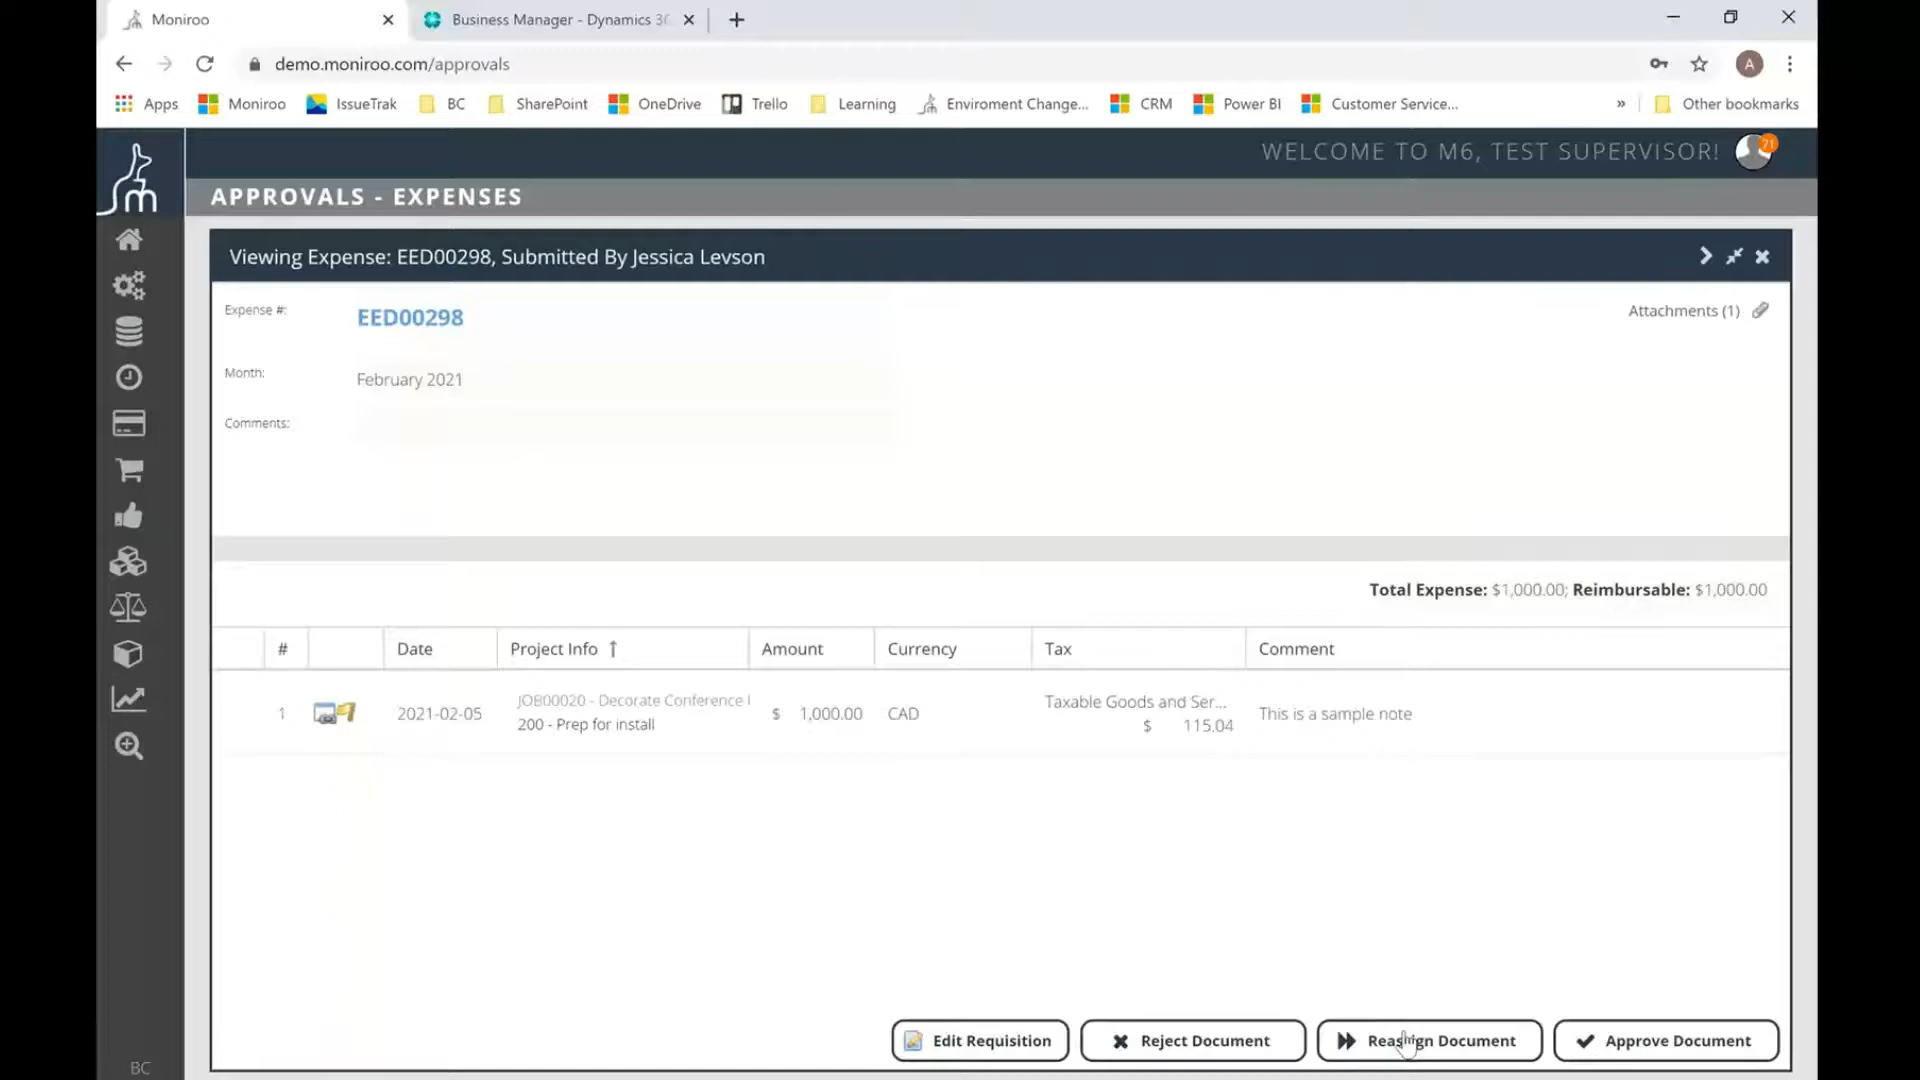 Moniroo
Business Manager - Dynamics 36
demo.moniroo.com/approvals
A
Apps
Moniroo
IssueTrak
BC
SharePoint
OneDrive
Trello
Learning
Enviroment Change...
CRM
Power BI
Customer Service...
»
Other bookmarks
m
WELCOME TO M6, TEST SUPERVISOR!
71
APPROVALS - EXPENSES
Viewing Expense: EED00298, Submitted By Jessica Levson
Expense #:
EED00298
Attachments (1)
Month:
February 2021
Comments:
Total Expense: $1,000.00; Reimbursable: $1,000.00
# Date Project Info ↑ Amount Currency Tax Comment
1 2021-02-05
JOB00020 - Decorate Conference
200 - Prep for install
$ 1,000.00
CAD
Taxable Goods and Ser...
$ 115.04
This is a sample note
Edit Requisition
Reject Document
Reassign Document
Approve Document
BC